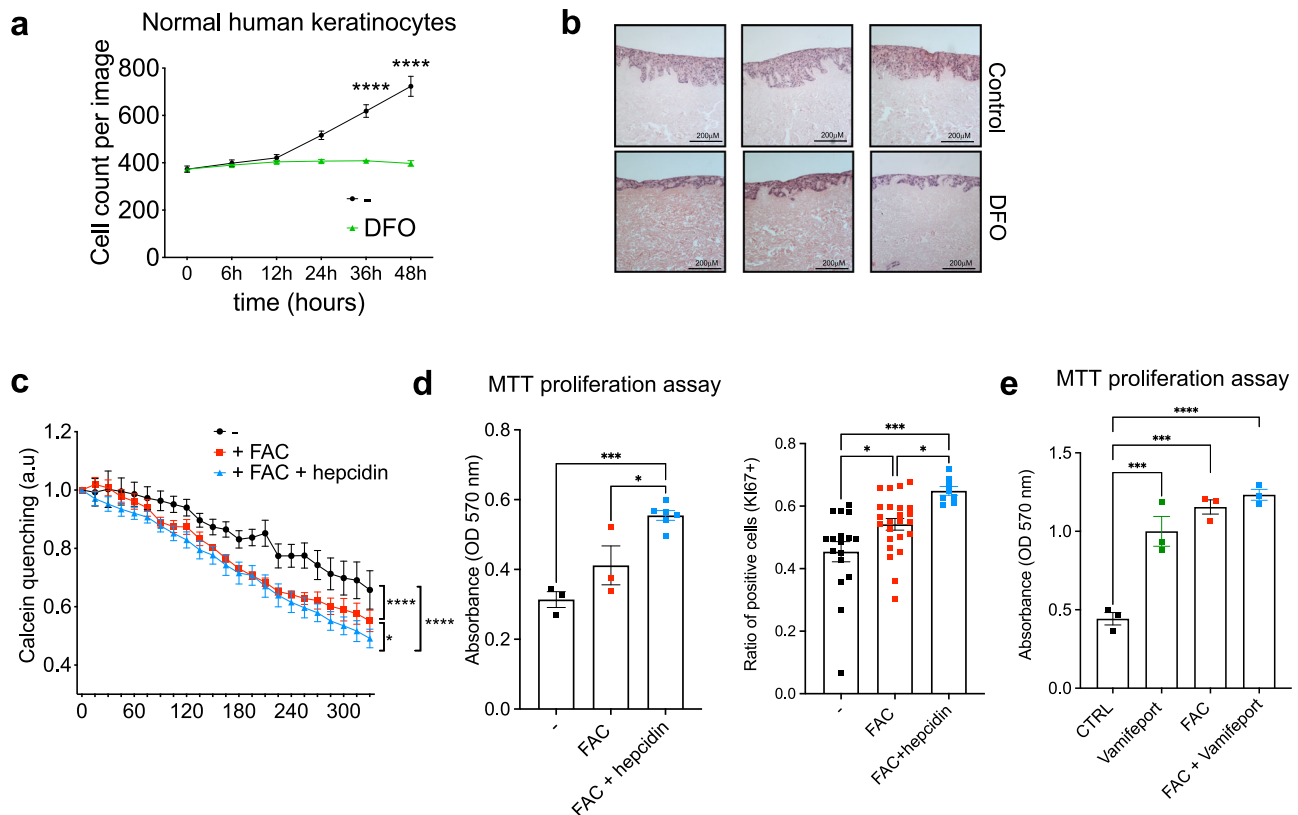 a
Normal human keratinocytes
Cell count per image
800
600
400
200
0
****
****
-
DFO
0
6h
12h
24h
36h
48h
time (hours)
b
200µM
200µM
200µM
Control
200µM
200µM
200µM
DFO
c
Calcein quenching (a.u)
1.2
1.0
0.8
0.6
0.4
-
+ FAC
+ FAC + hepcidin
****
*
****
0
60
120
180
240
300
d
MTT proliferation assay
Absorbance (OD 570 nm)
0.8
0.6
0.4
0.2
0.0
***
*
-
FAC
FAC + hepcidin
Ratio of positive cells (KI67+)
0.8
0.6
0.4
0.2
0.0
***
*
*
-
FAC
FAC+hepcidin
e
MTT proliferation assay
Absorbance (OD 570 nm)
1.5
1.0
0.5
0.0
****
***
***
CTRL
Vamifeport
FAC
FAC + Vamifeport